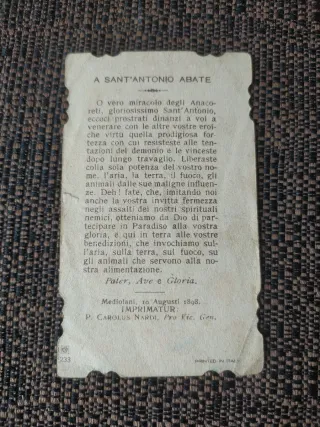 A SANT'ANTONIO ABATE
O vero miracolo degli Anaco-
reti, gloriosissimo Sant'Antonio,
eccoci prostrati dinanzi a voi a
venerare con le altre vostre eroi-
che virtù quella prodigiosa for-
tezza con cui resisteste alle ten-
tazioni del demonio e le vinceste
dopo lungo travaglio. Liberaste
colla sola potenza del vostro no-
me, l'aria, la terra, il fuoco, gli
animali dalle sue maligne influen-
ze. Deh! fate, che, imitando noi
anche la vostra invitta fermezza
negli assalti dei nostri spirituali
nemici, otteniamo da Dio di par-
tecipare in Paradiso alla vostra
gloria, e qui in terra alle vostre
benedizioni, che invochiamo sul-
l'aria, sulla terra, sul fuoco, su
gli animali che servono alla no-
stra alimentazione.
Pater, Ave e Gloria.
Mediolani, 10 Augusti 1898.
IMPRIMATUR:
P. CAROLUS NARDI, Pro Vic. Gen.
233